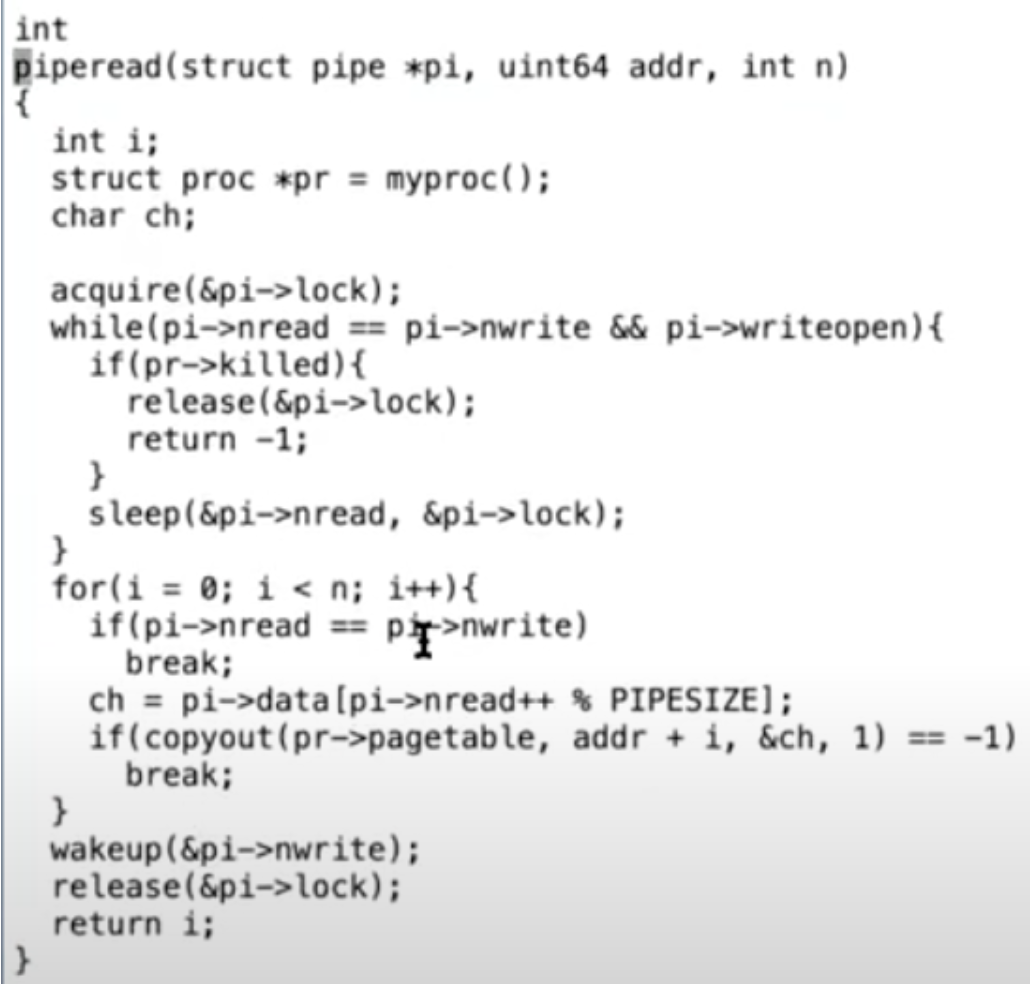 int
piperead(struct pipe *pi, uint64 addr, int n)
{
  int i;
  struct proc *pr = myproc();
  char ch;

  acquire(&pi->lock);
  while(pi->nread == pi->nwrite && pi->writeopen){
    if(pr->killed){
      release(&pi->lock);
      return -1;
    }
    sleep(&pi->nread, &pi->lock);
  }
  for(i = 0; i < n; i++){
    if(pi->nread == pi->nwrite)
      break;
    ch = pi->data[pi->nread++ % PIPESIZE];
    if(copyout(pr->pagetable, addr + i, &ch, 1) == -1)
      break;
  }
  wakeup(&pi->nwrite);
  release(&pi->lock);
  return i;
}